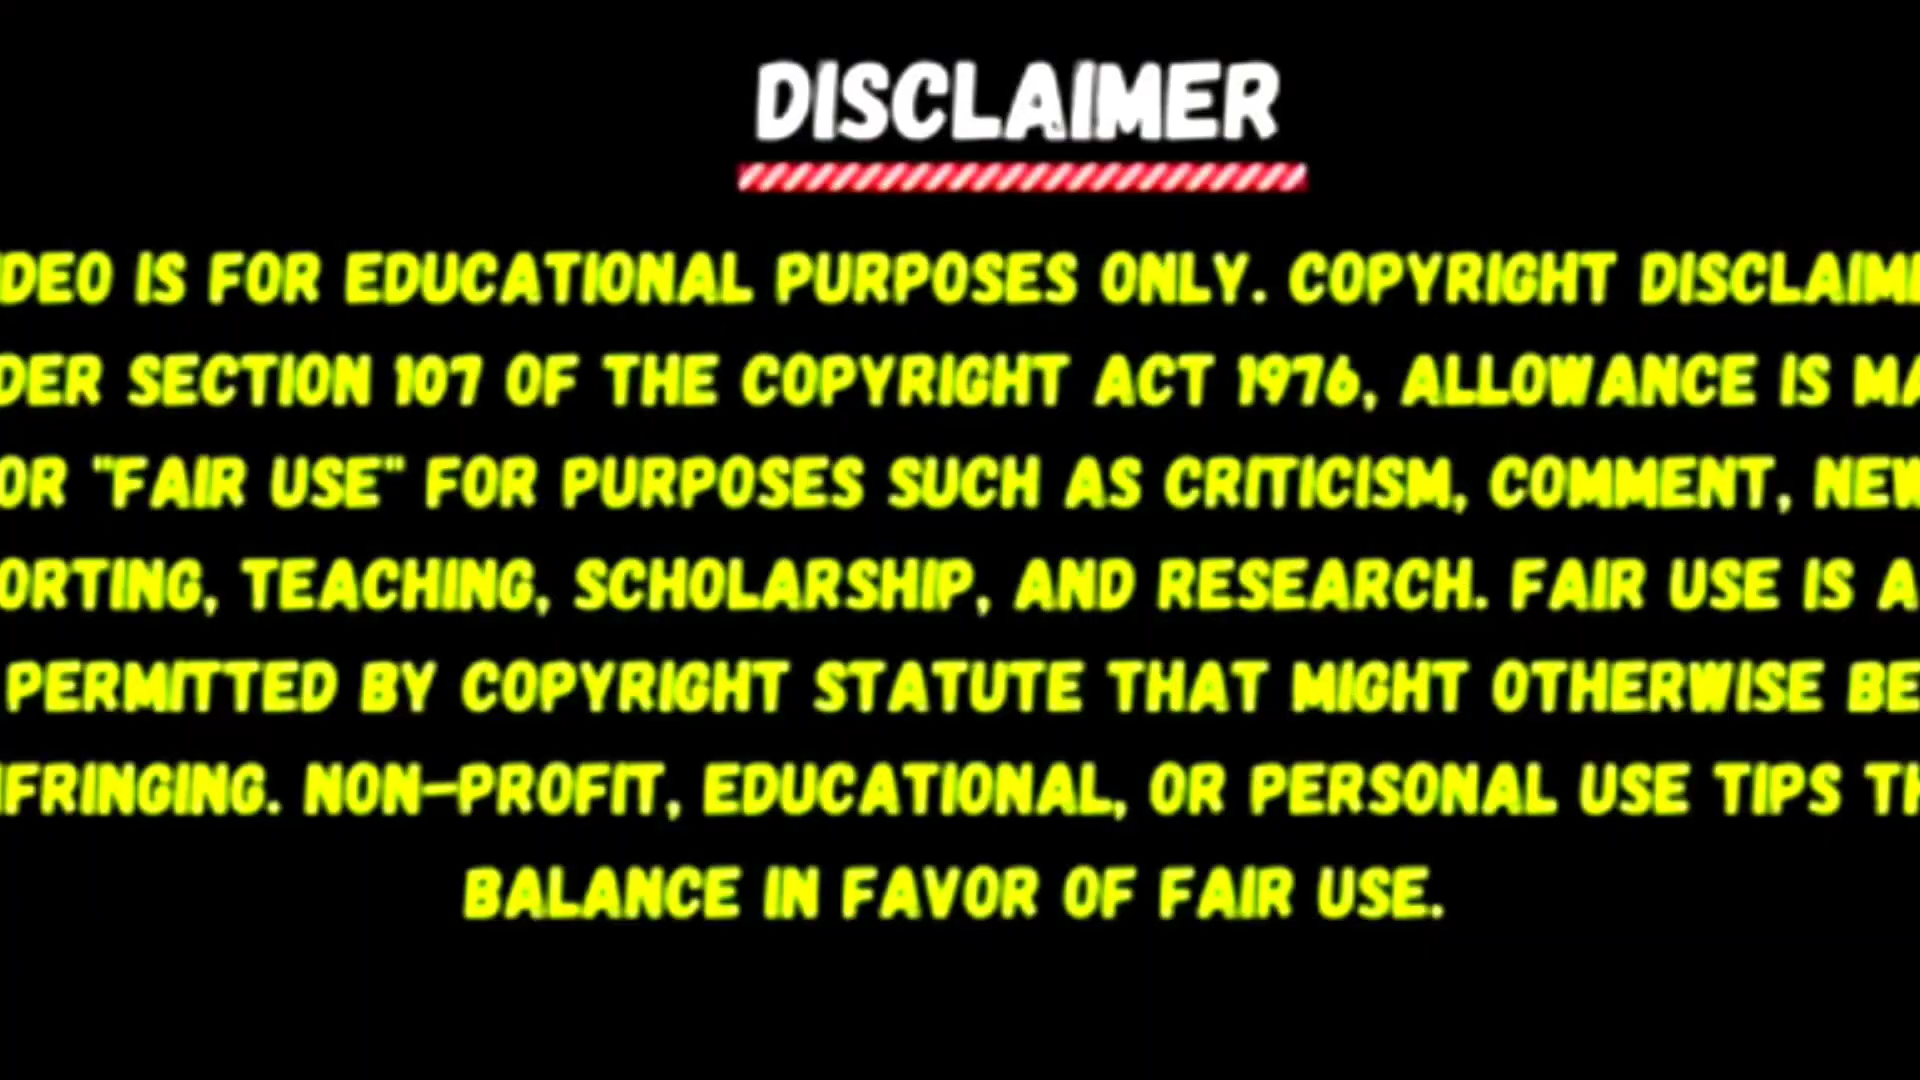 DISCLAIMER
IDEO IS FOR EDUCATIONAL PURPOSES ONLY. COPYRIGHT DISCLAIME
DER SECTION 107 OF THE COPYRIGHT ACT 1976, ALLOWANCE IS MA
OR "FAIR USE" FOR PURPOSES SUCH AS CRITICISM, COMMENT, NEW
ORTING, TEACHING, SCHOLARSHIP, AND RESEARCH. FAIR USE IS A
PERMITTED BY COPYRIGHT STATUTE THAT MIGHT OTHERWISE BE
NFRINGING. NON-PROFIT, EDUCATIONAL, OR PERSONAL USE TIPS TH
BALANCE IN FAVOR OF FAIR USE.